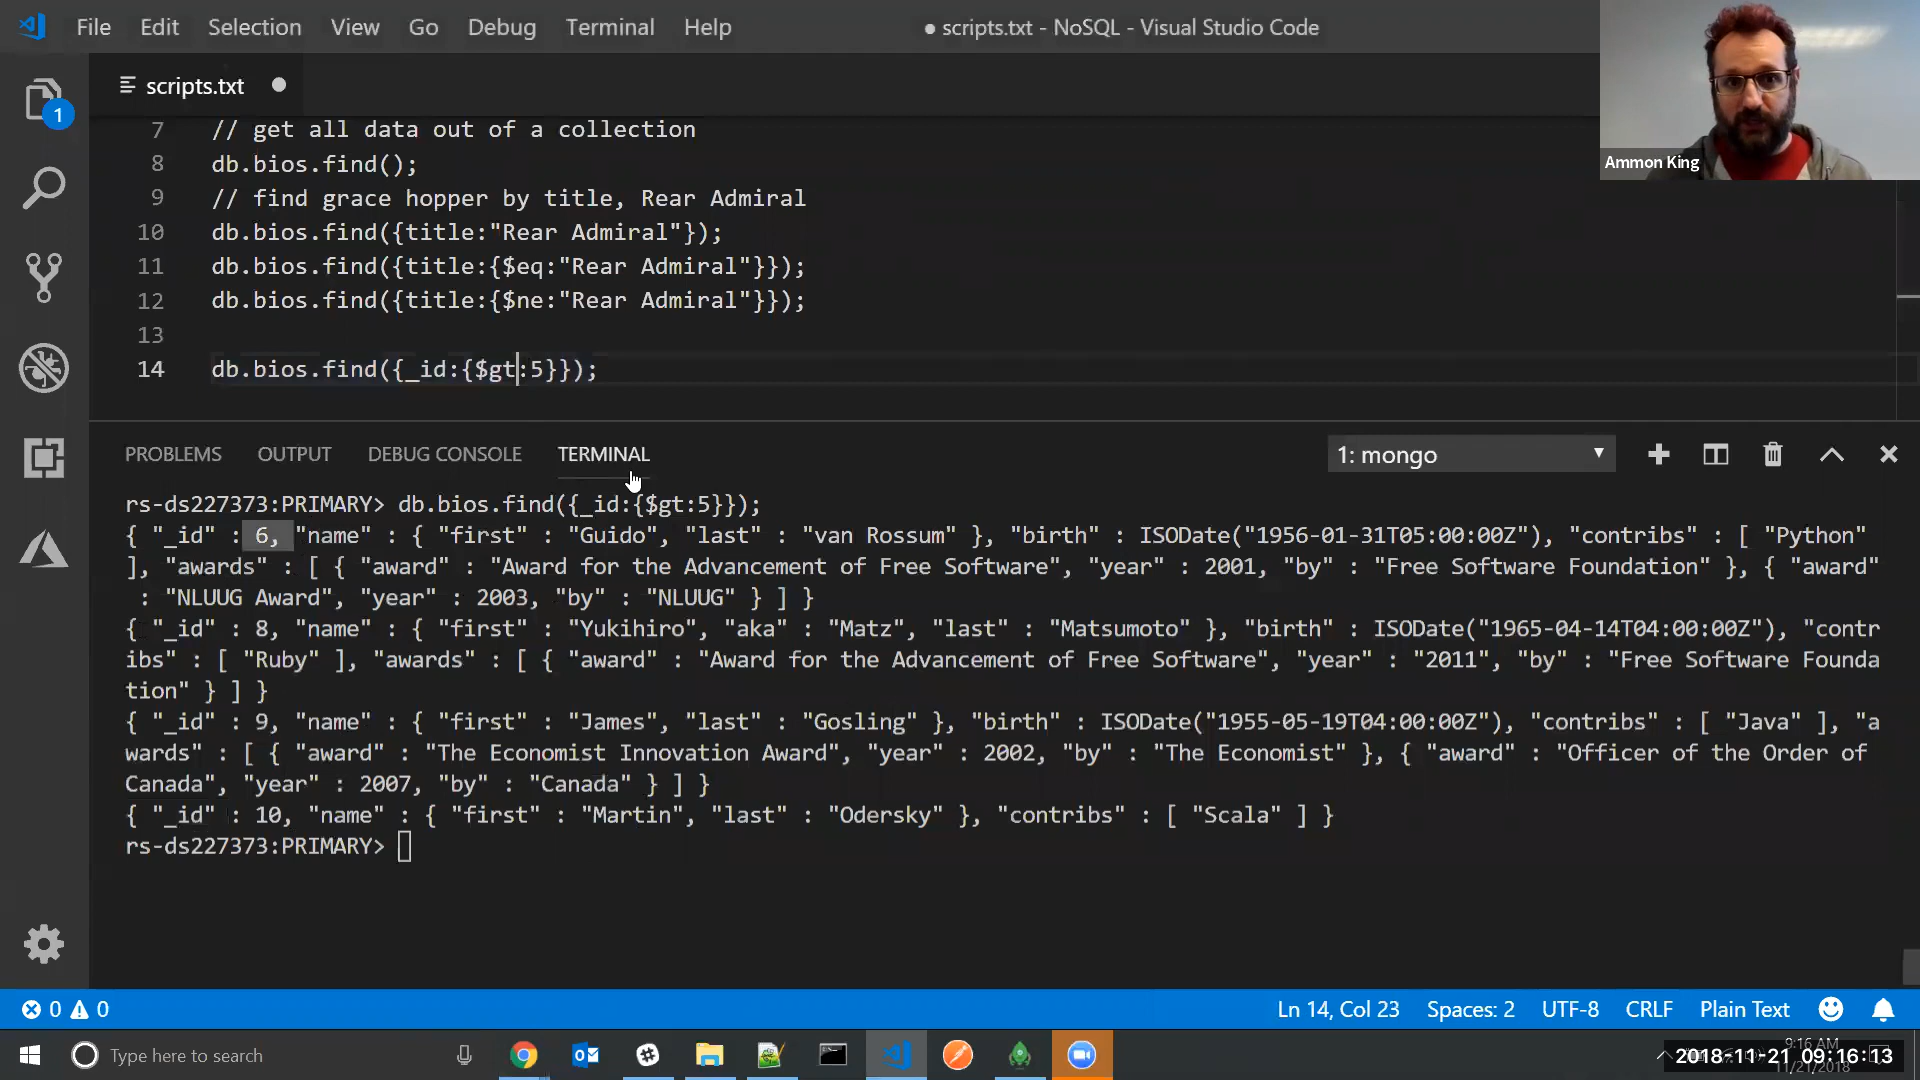 File Edit Selection View Go Debug Terminal Help ● scripts.txt - NoSQL - Visual Studio Code
scripts.txt
1
Ammon King
7 // get all data out of a collection
8 db.bios.find();
9 // find grace hopper by title, Rear Admiral
10 db.bios.find({title:"Rear Admiral"});
11 db.bios.find({title:{$eq:"Rear Admiral"}});
12 db.bios.find({title:{$ne:"Rear Admiral"}});
13
14 db.bios.find({_id:{$gt:5}});
PROBLEMS OUTPUT DEBUG CONSOLE TERMINAL 1: mongo
rs-ds227373:PRIMARY> db.bios.find({_id:{$gt:5}});
{ "_id" : 6, "name" : { "first" : "Guido", "last" : "van Rossum" }, "birth" : ISODate("1956-01-31T05:00:00Z"), "contribs" : [ "Python"
], "awards" : [ { "award" : "Award for the Advancement of Free Software", "year" : 2001, "by" : "Free Software Foundation" }, { "award"
: "NLUUG Award", "year" : 2003, "by" : "NLUUG" } ] }
{ "_id" : 8, "name" : { "first" : "Yukihiro", "aka" : "Matz", "last" : "Matsumoto" }, "birth" : ISODate("1965-04-14T04:00:00Z"), "contr
ibs" : [ "Ruby" ], "awards" : [ { "award" : "Award for the Advancement of Free Software", "year" : "2011", "by" : "Free Software Founda
tion" } ] }
{ "_id" : 9, "name" : { "first" : "James", "last" : "Gosling" }, "birth" : ISODate("1955-05-19T04:00:00Z"), "contribs" : [ "Java" ], "a
wards" : [ { "award" : "The Economist Innovation Award", "year" : 2002, "by" : "The Economist" }, { "award" : "Officer of the Order of
Canada", "year" : 2007, "by" : "Canada" } ] }
{ "_id" : 10, "name" : { "first" : "Martin", "last" : "Odersky" }, "contribs" : [ "Scala" ] }
rs-ds227373:PRIMARY>
0 0 Ln 14, Col 23 Spaces: 2 UTF-8 CRLF Plain Text
Type here to search
9:16 AM
2018-11-21 09:16:13
11/21/2018